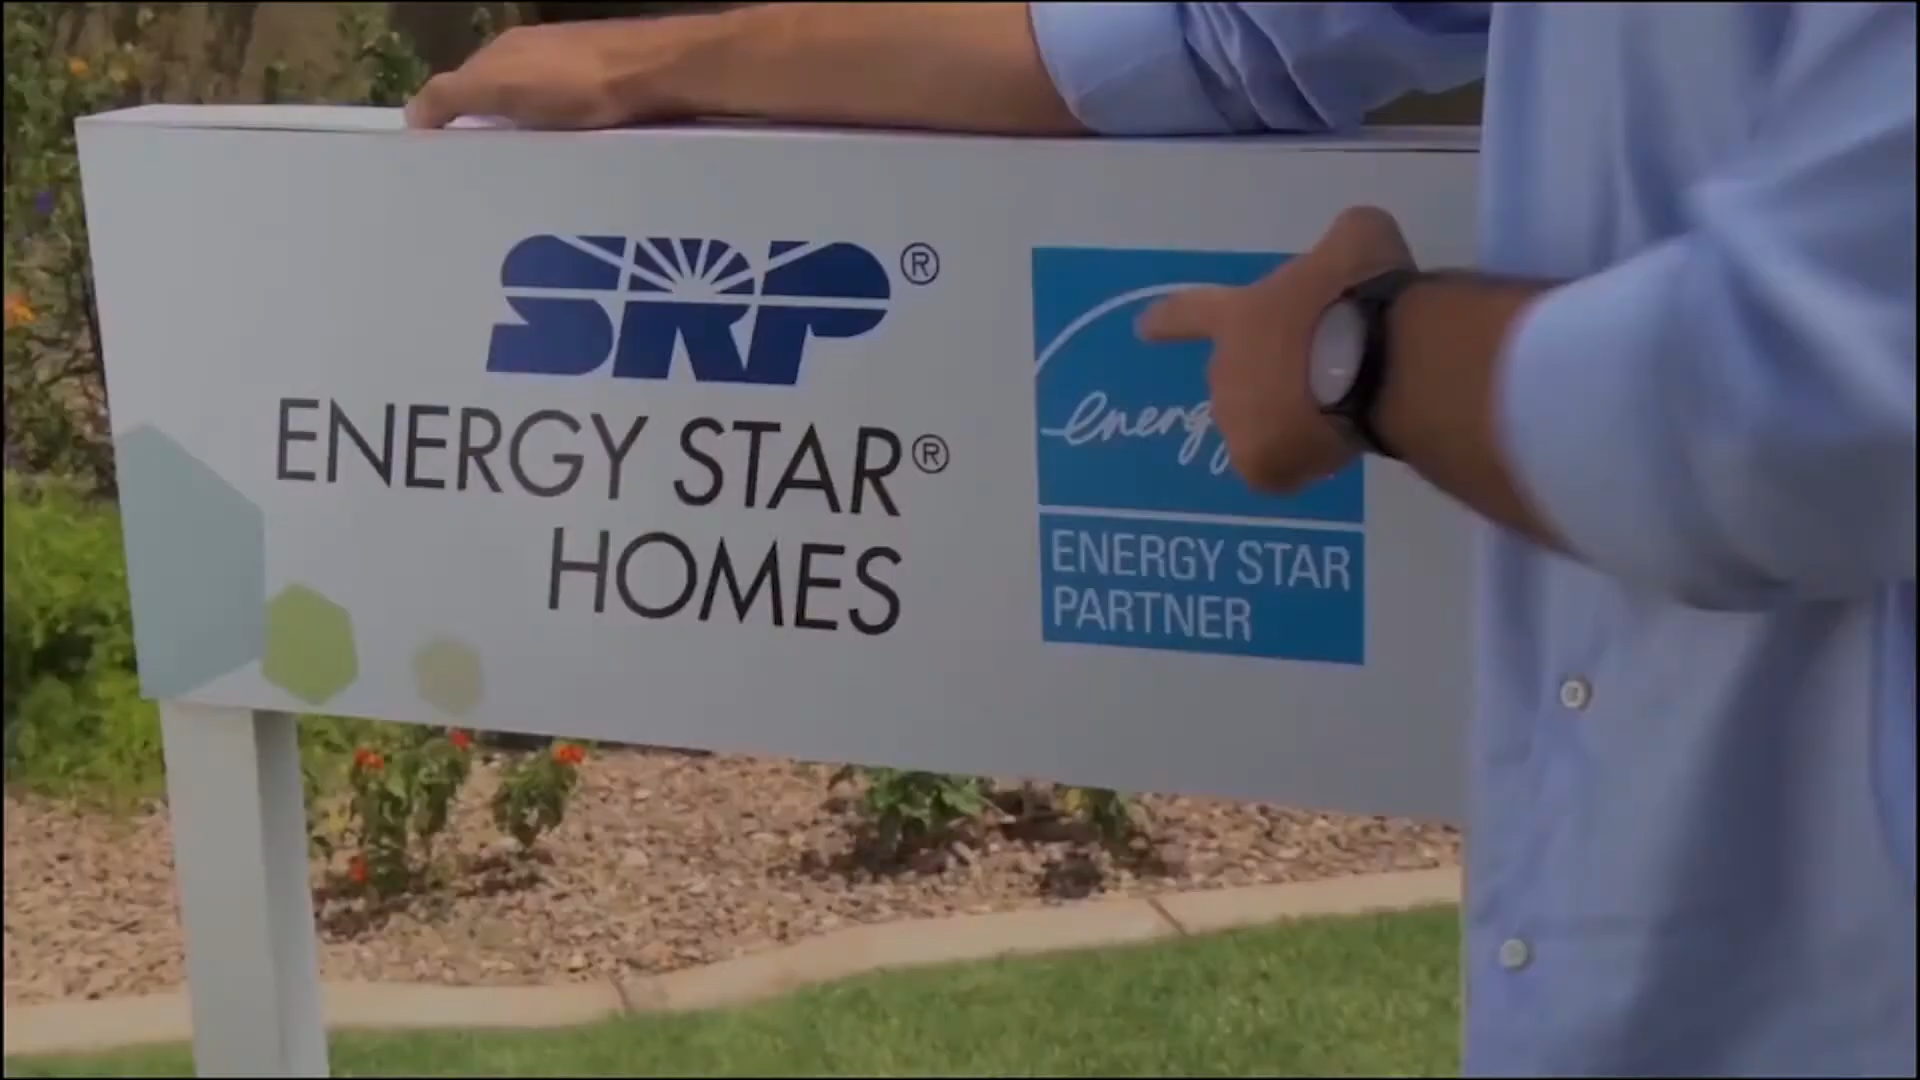 SRP®
ENERGY STAR®
HOMES
ENERGY STAR
PARTNER